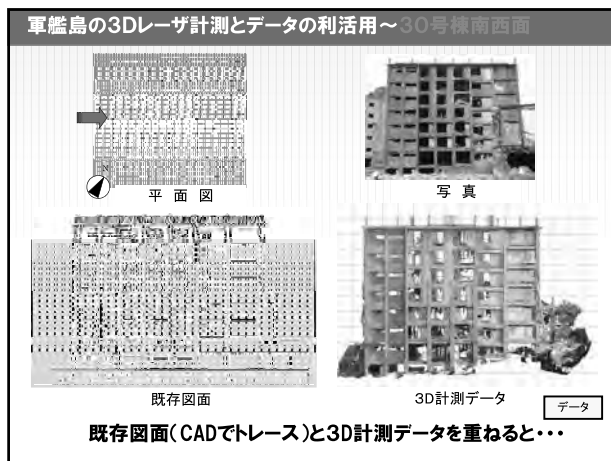 軍艦島の3Dレーザ計測とデータの利活用～30号棟南西面
平面図
写真
既存図面
3D計測データ
データ
既存図面(CADでトレース)と3D計測データを重ねると･･･